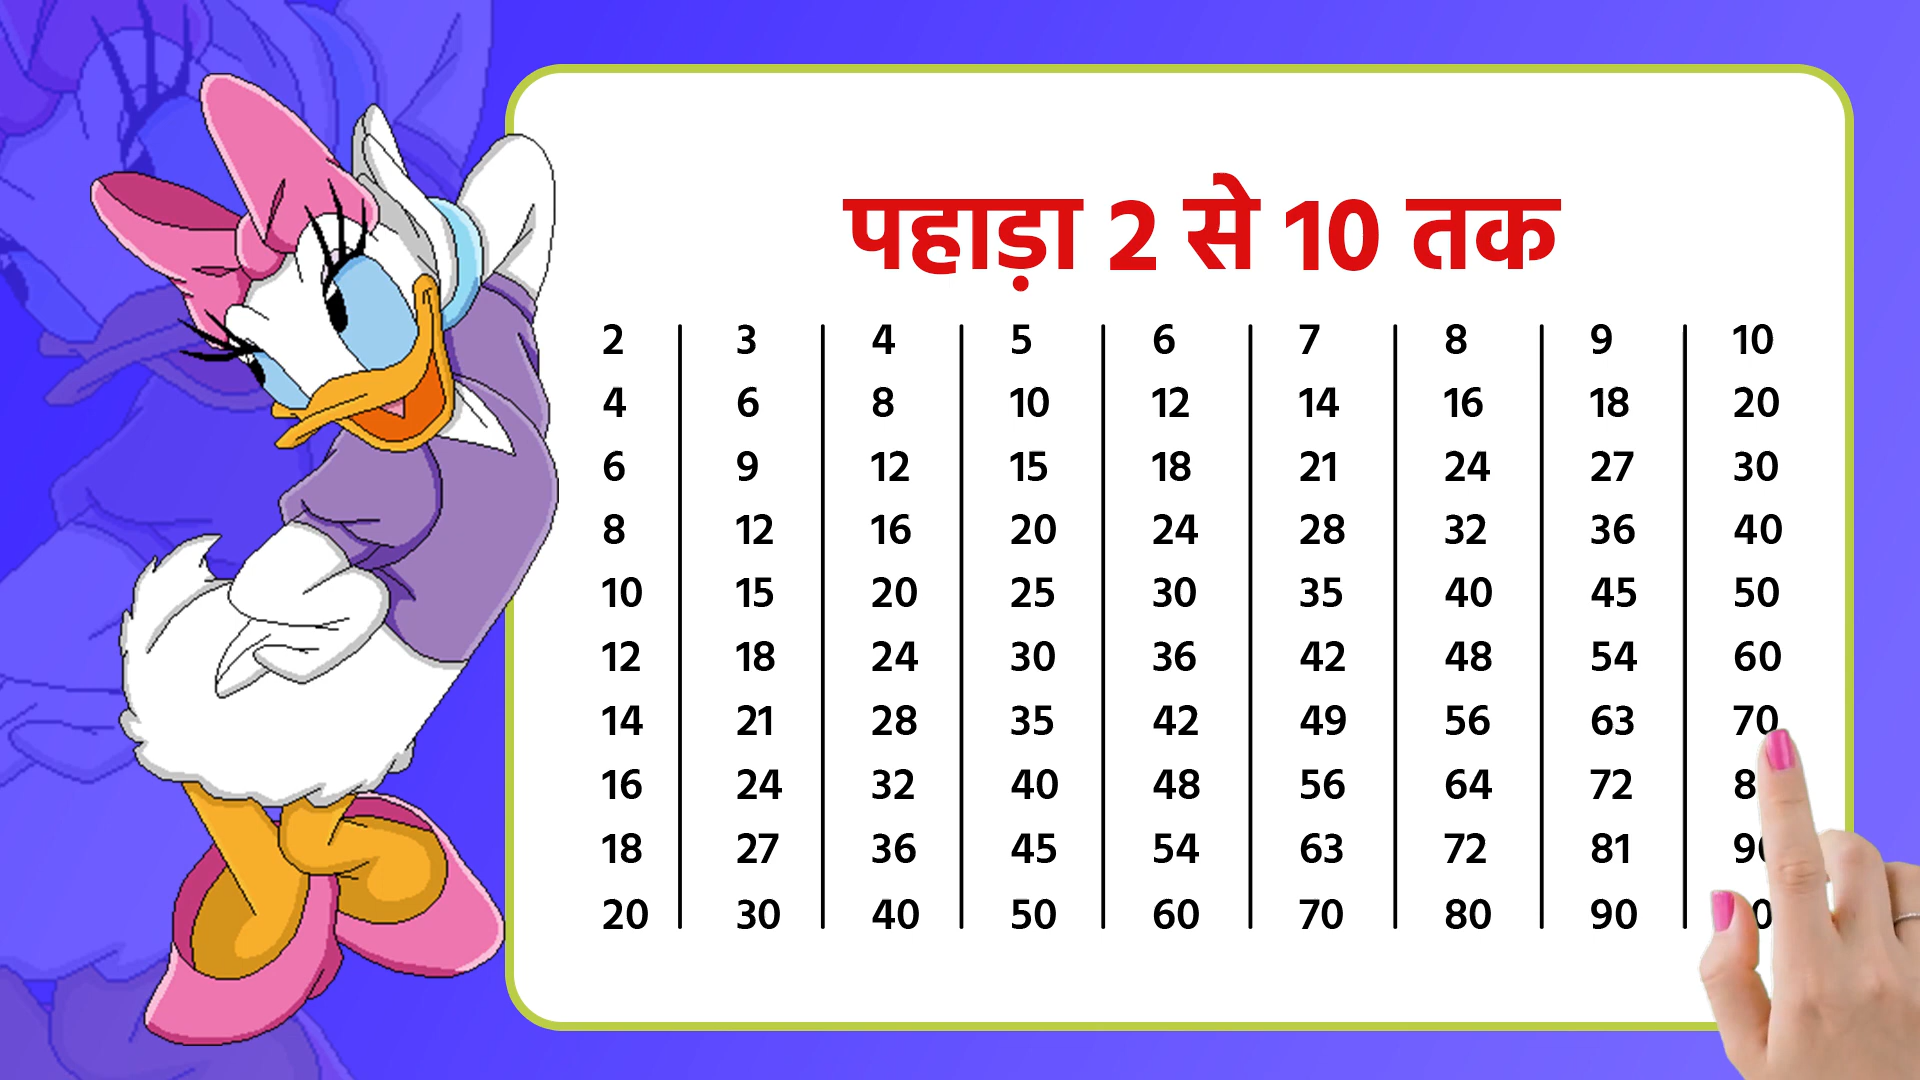 पहाड़ा 2 से 10 तक
2 3 4 5 6 7 8 9 10
4 6 8 10 12 14 16 18 20
6 9 12 15 18 21 24 27 30
8 12 16 20 24 28 32 36 40
10 15 20 25 30 35 40 45 50
12 18 24 30 36 42 48 54 60
14 21 28 35 42 49 56 63 70
16 24 32 40 48 56 64 72
18 27 36 45 54 63 72 81
20 30 40 50 60 70 80 90